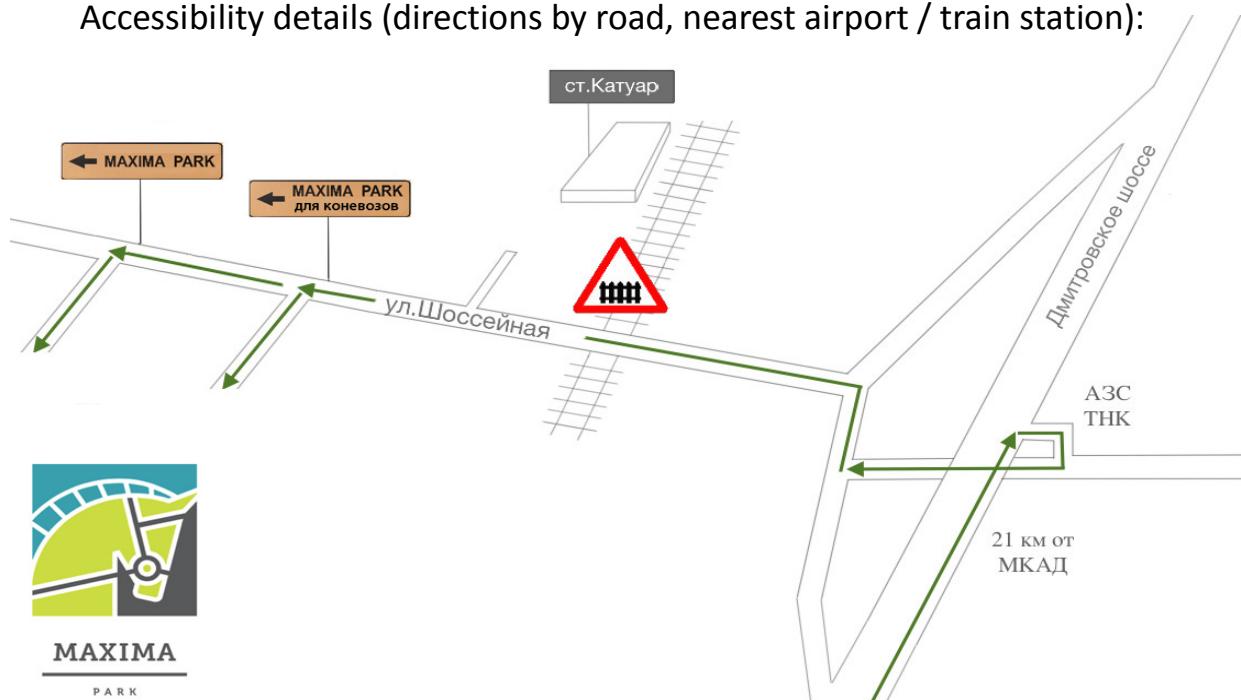 Accessibility details (directions by road, nearest airport / train station):
ст.Катуар
MAXIMA PARK
MAXIMA PARK
для коневозов
Дмитровское шоссе
ул.Шоссейная
АЗС
ТНК
21 км от
МКАД
MAXIMA
PARK